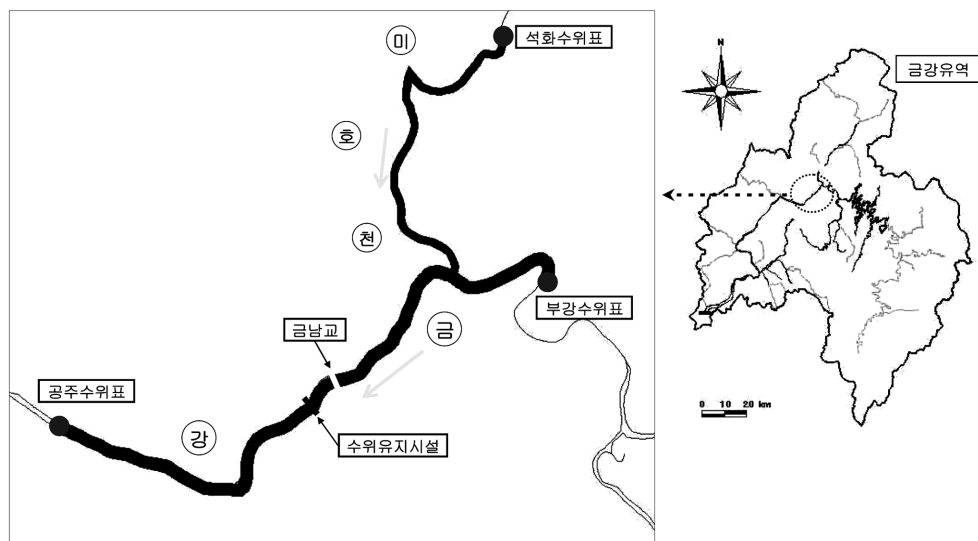 미
석화수위표
호
천
부강수위표
금
금남교
공주수위표
강
수위유지시설
N
금강유역
0 10 20 km